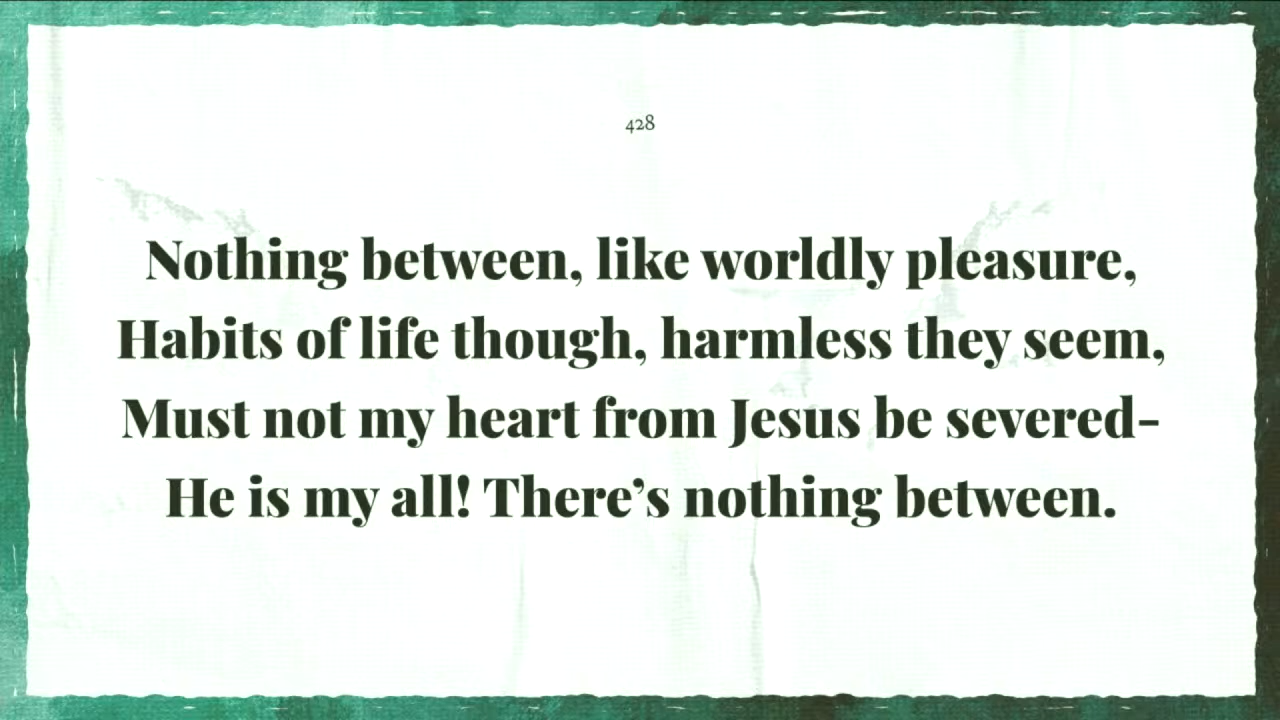 428
Nothing between, like worldly pleasure,
Habits of life though, harmless they seem,
Must not my heart from Jesus be severed-
He is my all! There’s nothing between.